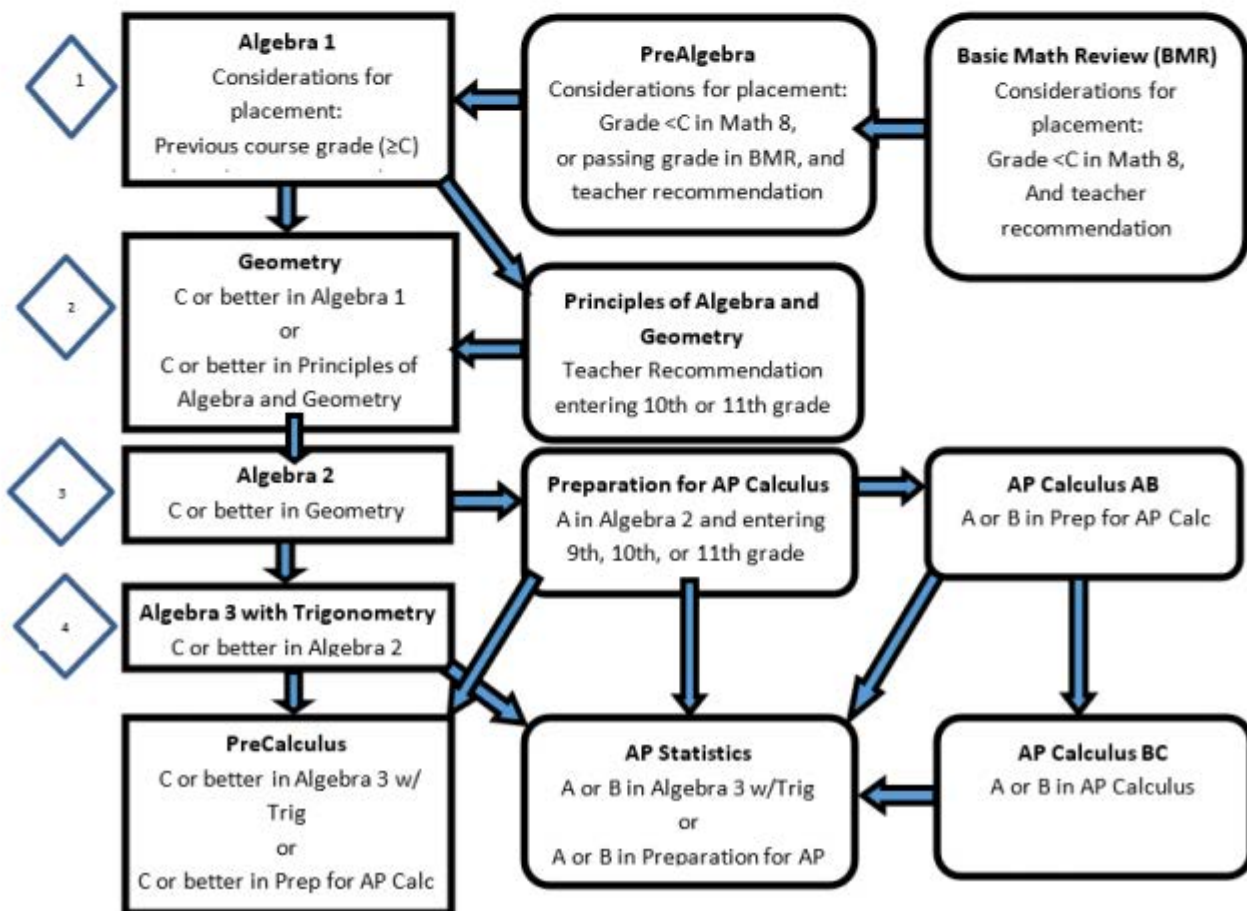 1
Algebra 1
Considerations for
placement:
Previous course grade (≥C)
PreAlgebra
Considerations for placement:
Grade <C in Math 8,
or passing grade in BMR, and
teacher recommendation
Basic Math Review (BMR)
Considerations for
placement:
Grade <C in Math 8,
And teacher
recommendation
2
Geometry
C or better in Algebra 1
or
C or better in Principles of
Algebra and Geometry
Principles of Algebra and
Geometry
Teacher Recommendation
entering 10th or 11th grade
3
Algebra 2
C or better in Geometry
Preparation for AP Calculus
A in Algebra 2 and entering
9th, 10th, or 11th grade
AP Calculus AB
A or B in Prep for AP Calc
4
Algebra 3 with Trigonometry
C or better in Algebra 2
PreCalculus
C or better in Algebra 3 w/
Trig
or
C or better in Prep for AP Calc
AP Statistics
A or B in Algebra 3 w/Trig
or
A or B in Preparation for AP
AP Calculus BC
A or B in AP Calculus